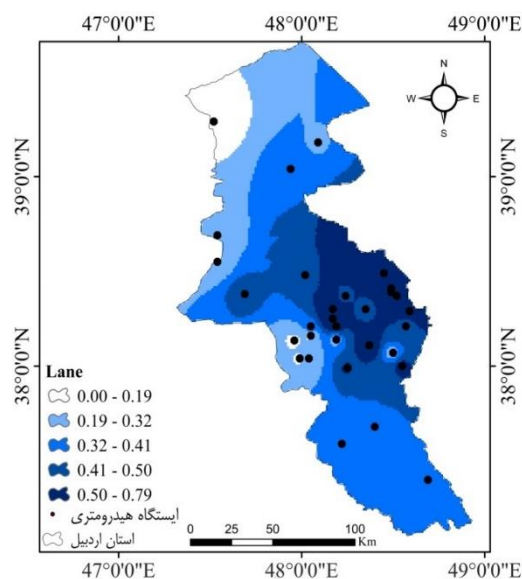 47°0'0"E 48°0'0"E 49°0'0"E
N
W E
S
39°0'0"N 39°0'0"N
38°0'0"N 38°0'0"N
Lane
0.00 - 0.19
0.19 - 0.32
0.32 - 0.41
0.41 - 0.50
0.50 - 0.79
ایستگاه هیدرومتری
استان اردبیل
0 25 50 100
Km
47°0'0"E 48°0'0"E 49°0'0"E